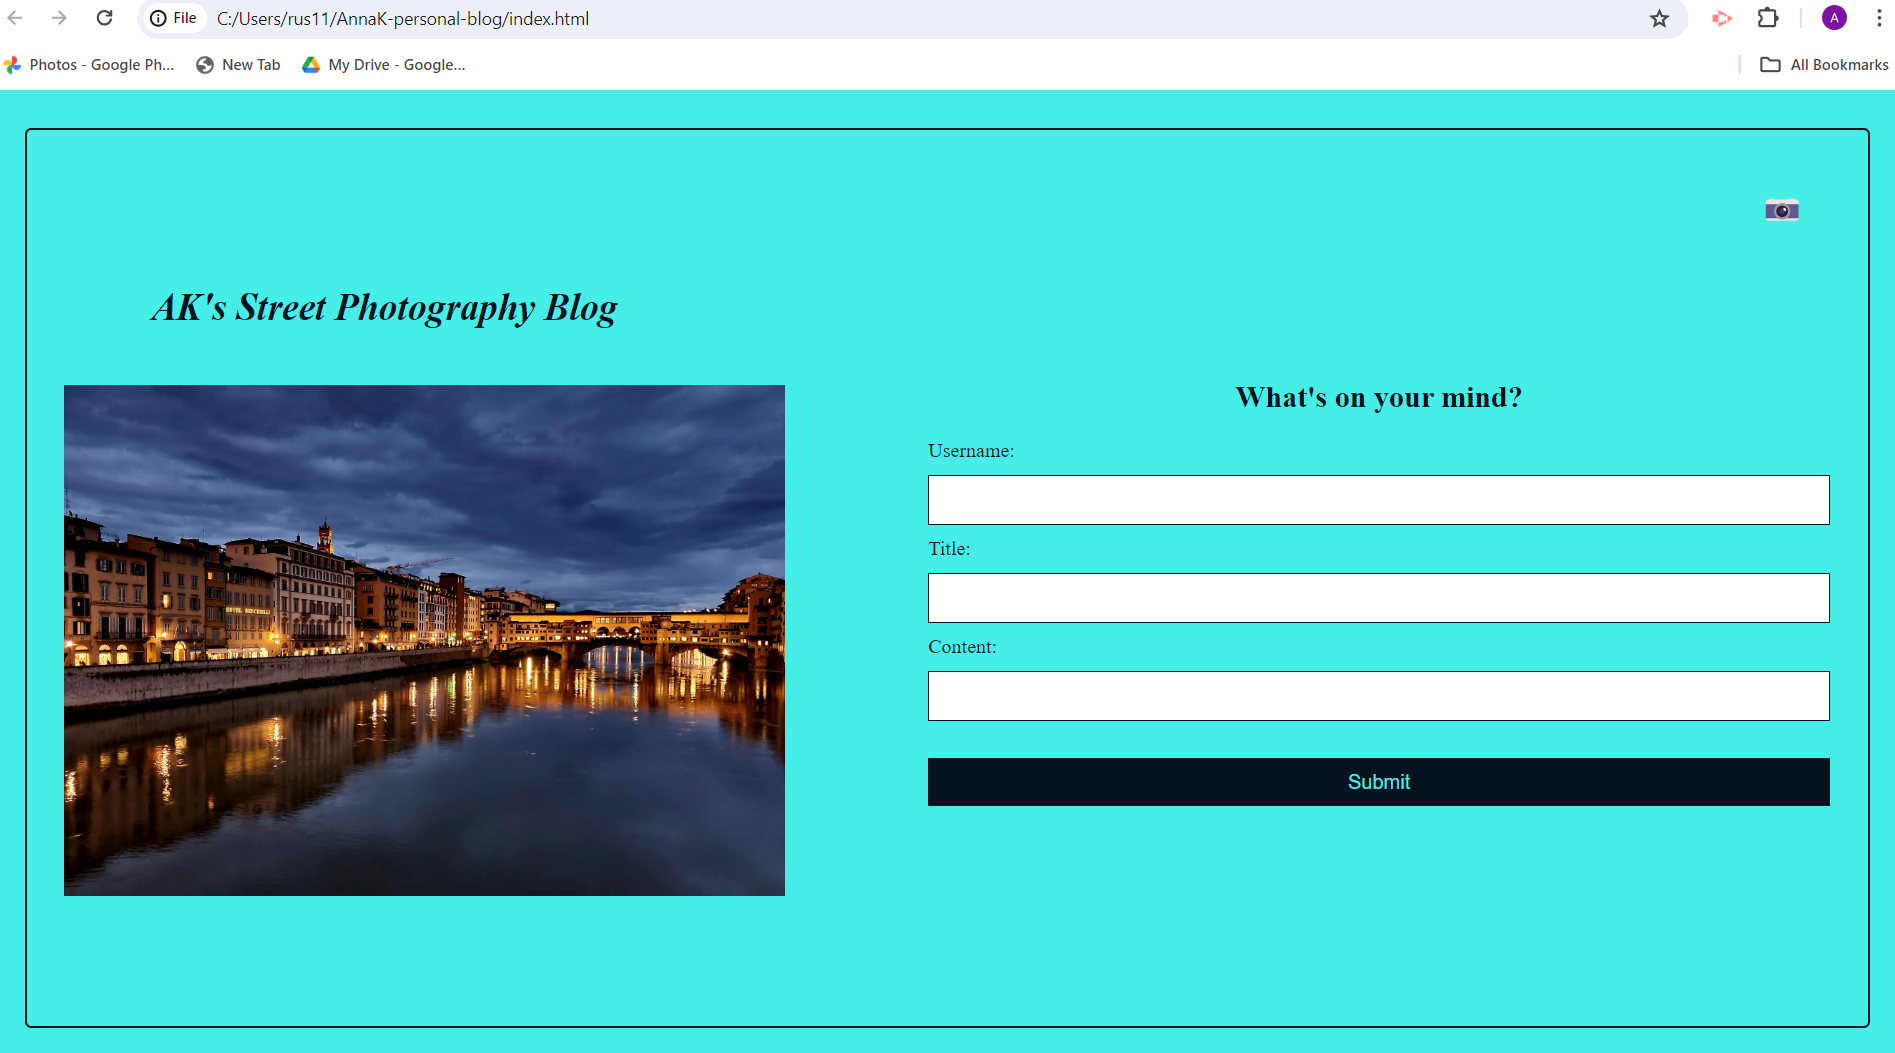 File C:/Users/rus11/AnnaK-personal-blog/index.html A
Photos - Google Ph... New Tab My Drive - Google... All Bookmarks
AK's Street Photography Blog
What's on your mind?
Username:
Title:
Content:
Submit